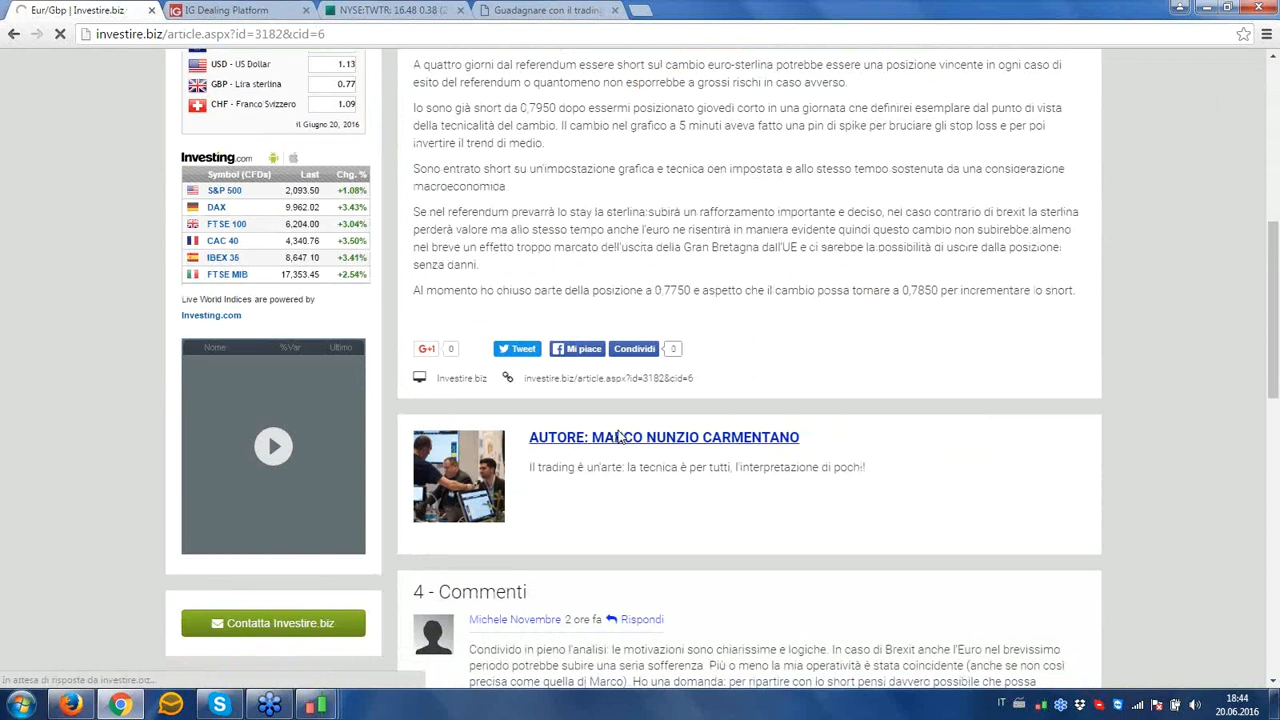 Eur/Gbp | Investire.biz
IG Dealing Platform
NYSE:TWTR: 16.48 0.38 (2
Guadagnare con il trading
investire.biz/article.aspx?id=3182&cid=6
USD - US Dollar 1.13
GBP - Lira sterlina 0.77
CHF - Franco Svizzero 1.09
il Giugno 20, 2016
Investing.com
Symbol (CFDs) Last Chg. %
S&P 500 2,093.50 +1.08%
DAX 9,962.02 +3.43%
FTSE 100 6,204.00 +3.04%
CAC 40 4,340.76 +3.50%
IBEX 35 8,647.10 +3.41%
FTSE MIB 17,353.45 +2.54%
Live World Indices are powered by
Investing.com
Nome %Var Ultimo
Contatta Investire.biz
A quattro giorni dal referendum essere short sul cambio euro-sterlina potrebbe essere una posizione vincente in ogni caso di
esito del referendum o quantomeno non esporrebbe a grossi rischi in caso avverso.
Io sono già short da 0,7950 dopo essermi posizionato giovedì corto in una giornata che definirei esemplare dal punto di vista
della tecnicalità del cambio. Il cambio nel grafico a 5 minuti aveva fatto una pin di spike per bruciare gli stop loss e per poi
invertire il trend di medio.
Sono entrato short su un'impostazione grafica e tecnica ben impostata e allo stesso tempo sostenuta da una considerazione
macroeconomica
Se nel referendum prevarrà lo stay la sterlina subirà un rafforzamento importante e deciso, nel caso contrario di brexit la sterlina
perderà valore ma allo stesso tempo anche l'euro ne risentirà in maniera evidente quindi questo cambio non subirebbe almeno
nel breve un effetto troppo marcato dell'uscita della Gran Bretagna dall'UE e ci sarebbe la possibilità di uscire dalla posizione
senza danni.
Al momento ho chiuso parte della posizione a 0,7750 e aspetto che il cambio possa tornare a 0,7850 per incrementare lo short.
G+1 0 Tweet Mi piace Condividi 0
Investire.biz investire.biz/article.aspx?id=3182&cid=6
AUTORE: MARCO NUNZIO CARMENTANO
Il trading è un'arte: la tecnica è per tutti, l'interpretazione di pochi!
4 - Commenti
Michele Novembre 2 ore fa Rispondi
Condivido in pieno l'analisi: le motivazioni sono chiarissime e logiche. In caso di Brexit anche l'Euro nel brevissimo
periodo potrebbe subire una seria sofferenza. Più o meno la mia operatività è stata coincidente (anche se non così
precisa come quella di Marco). Ho una domanda: per ripartire con lo short pensi davvero possibile che possa
In attesa di risposta da investire.biz...
IT
18:44
20.06.2016